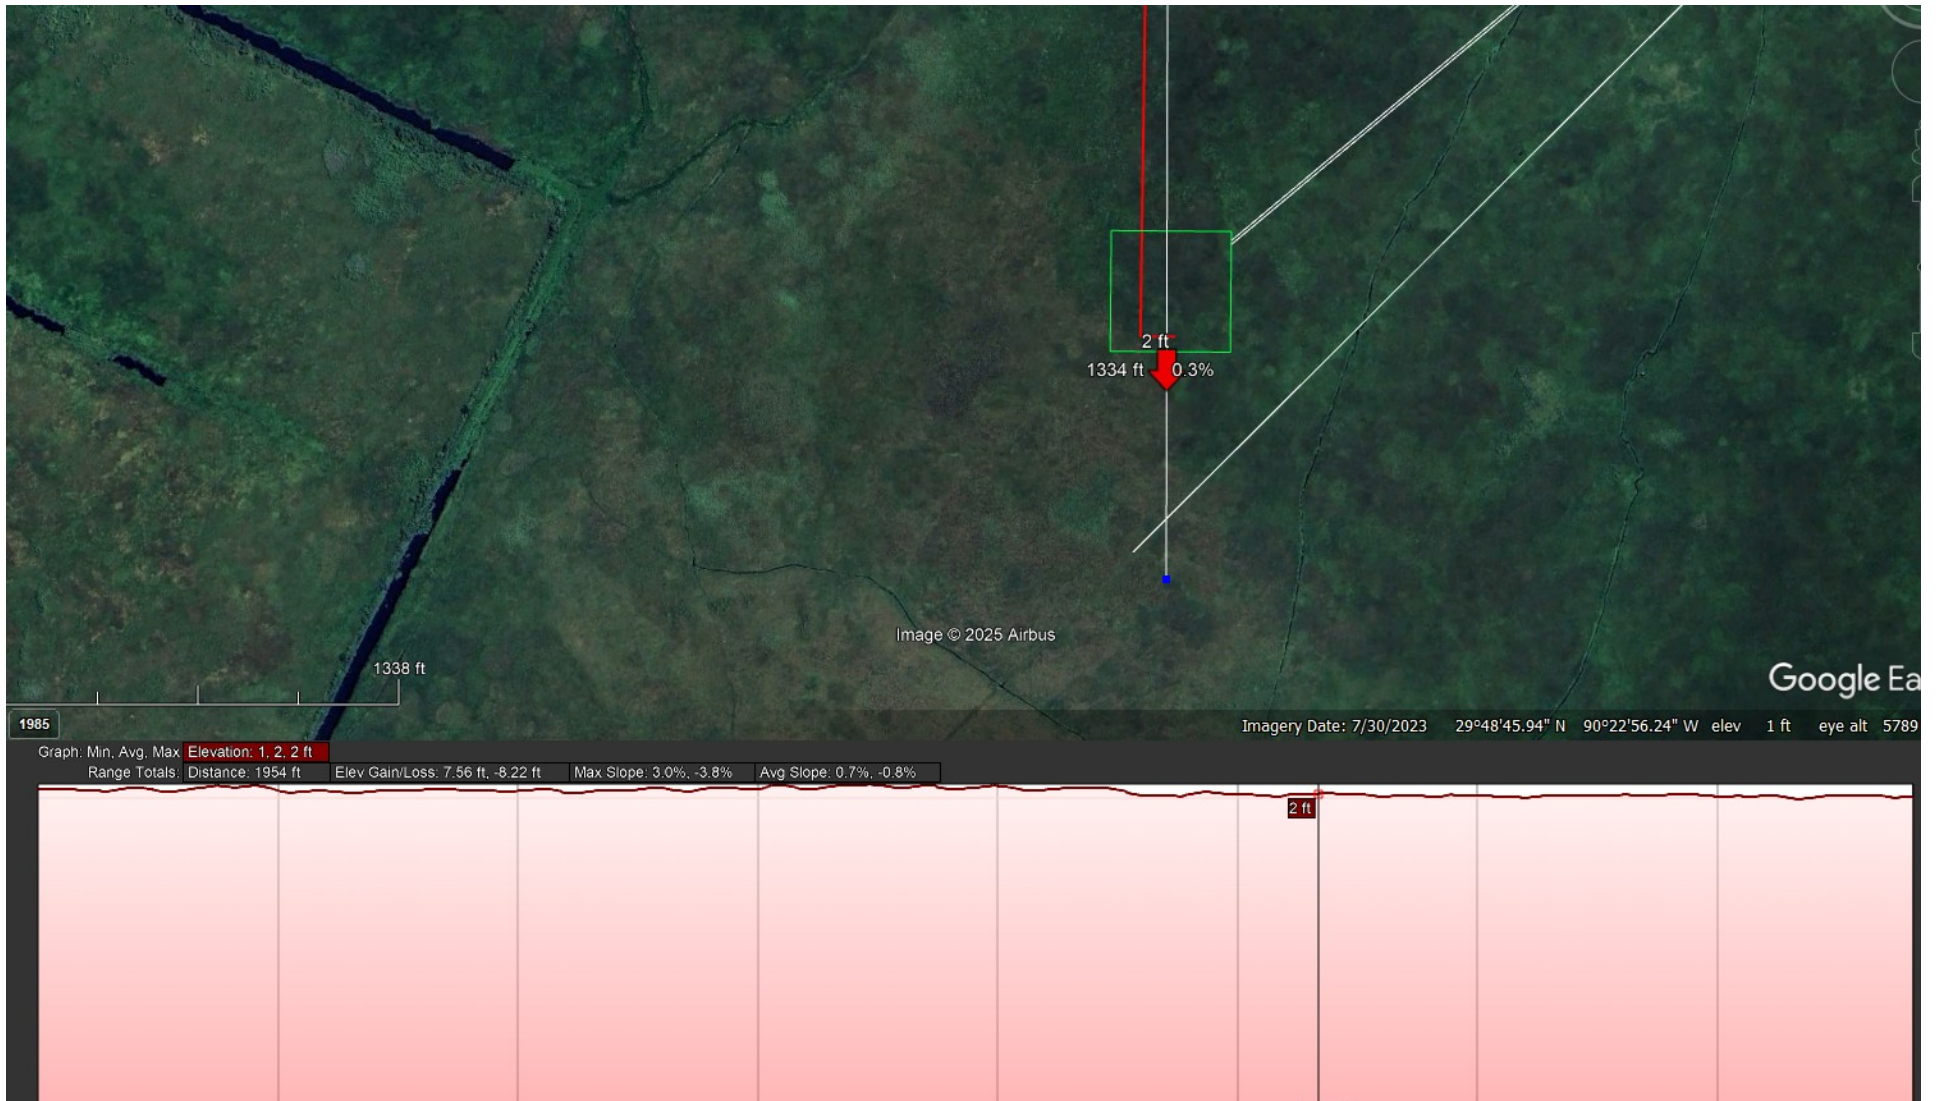 2 ft
1334 ft 0.3%
Image © 2025 Airbus
1338 ft
Google Ea
1985
Imagery Date: 7/30/2023 29°48'45.94" N 90°22'56.24" W elev 1 ft eye alt 5789
Graph: Min, Avg, Max Elevation: 1, 2, 2 ft
Range Totals: Distance: 1954 ft Elev Gain/Loss: 7.56 ft, -8.22 ft Max Slope: 3.0%, -3.8% Avg Slope: 0.7%, -0.8%
2 ft